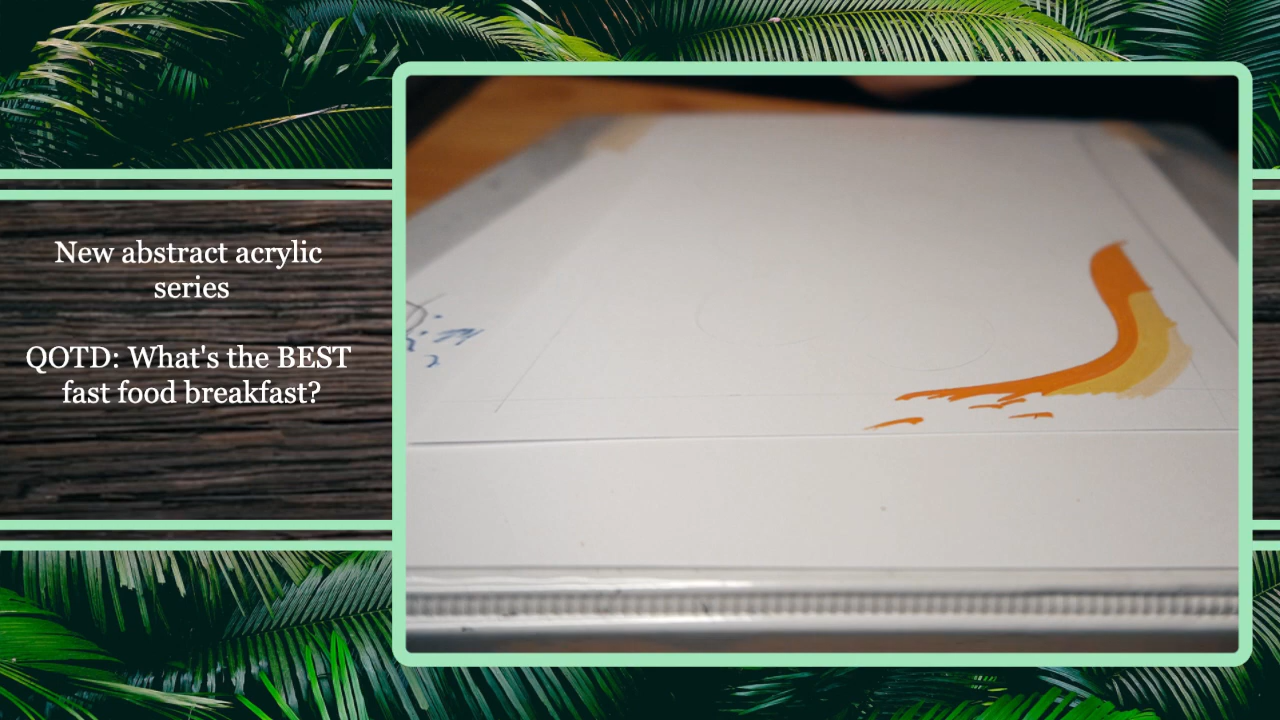 New abstract acrylic
series
QOTD: What's the BEST
fast food breakfast?